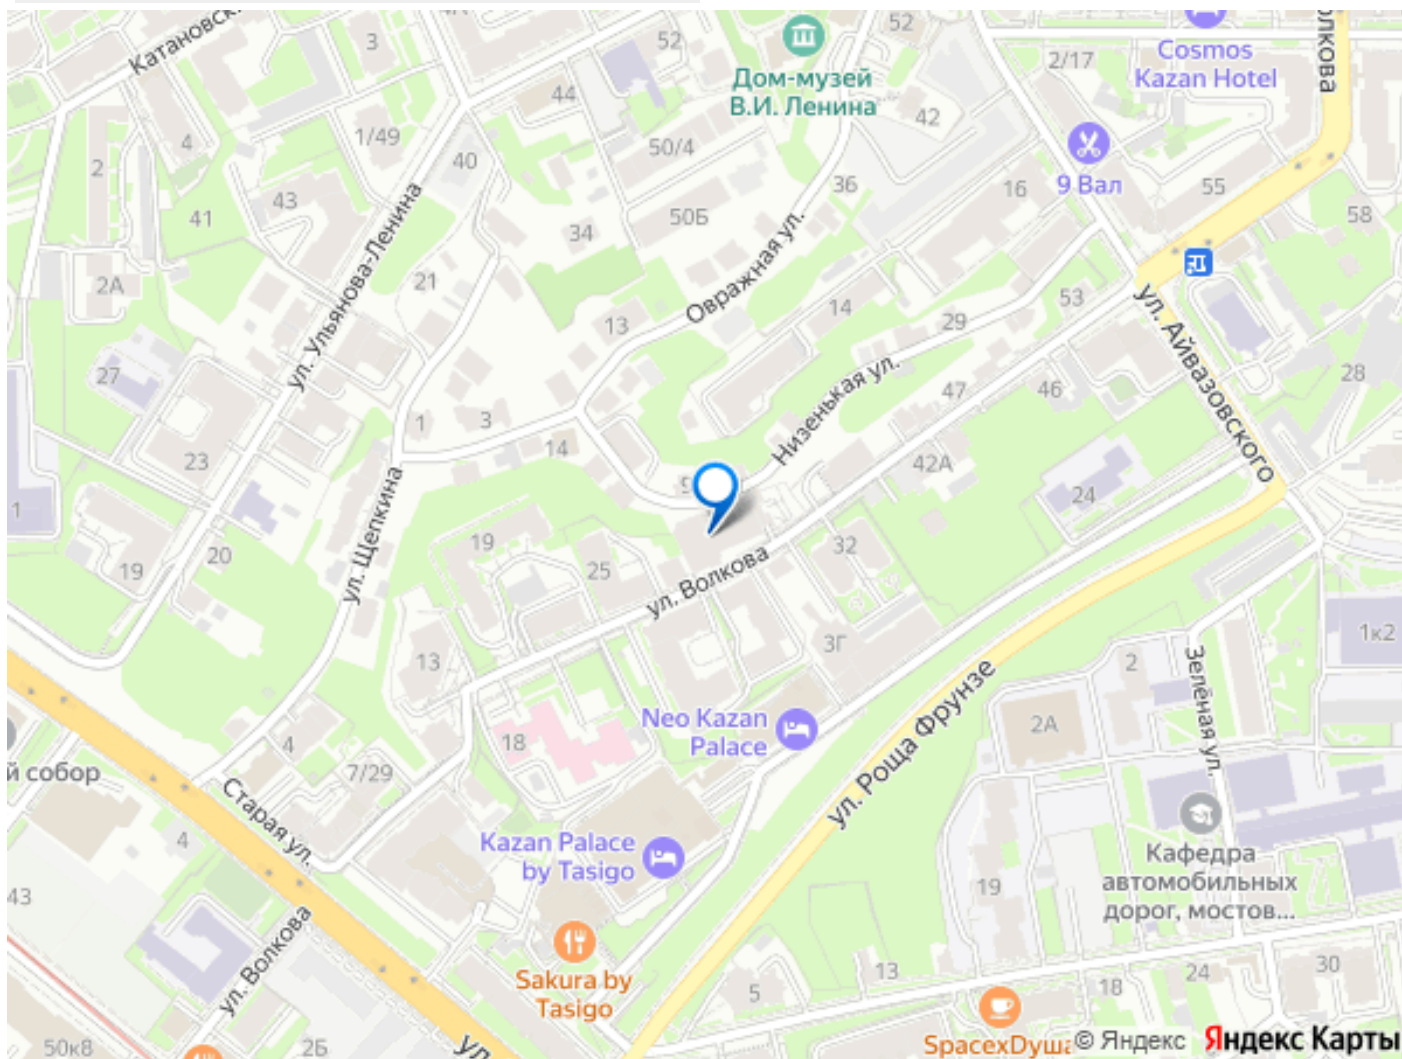 Катановск
3
4
2
1/49
43
41
2А
27
1
23
19
20
40
ул. Ульянова-Ленина
21
44
52
50/4
50Б
34
13
Дом-музей
В.И. Ленина
52
42
36
Овражная ул.
14
16
Cosmos
Kazan Hotel
2/17
9 Вал
55
58
53
29
Низенькая ул.
47
46
42А
24
28
ул. Айвазовского
1
3
14
ул. Щепкина
19
25
ул. Волкова
32
3Г
13
18
4
7/29
Старая ул.
й собор
4
43
ул. Волкова
50к8
2Б
Neo Kazan
Palace
Kazan Palace
by Tasigo
Sakura by
Tasigo
ул. Роща Фрунзе
2
2А
Зелёная ул.
1к2
Кафедра
автомобильных
дорог, мостов...
19
13
5
18
24
30
SpacexДуша
© Яндекс Яндекс Карты